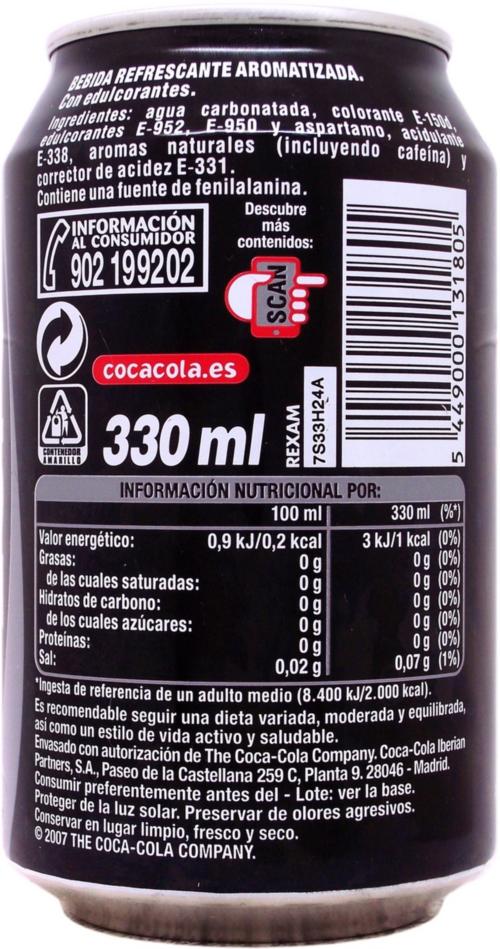 BEBIDA REFRESCANTE AROMATIZADA.
Con edulcorantes.
Ingredientes: agua carbonatada, colorante E-150d,
edulcorantes E-952, E-950 y aspartamo, acidulante
E-338, aromas naturales (incluyendo cafeína) y
corrector de acidez E-331.
Contiene una fuente de fenilalanina.
INFORMACIÓN
AL CONSUMIDOR
902 199202
Descubre
más
contenidos:
SCAN
cocacola.es
CONTENEDOR
AMARILLO
330 ml
REXAM
7S33H24A
5 449000 131805
INFORMACIÓN NUTRICIONAL POR:
100 ml 330 ml (%*)
Valor energético: 0,9 kJ/0,2 kcal 3 kJ/1 kcal (0%)
Grasas: 0 g 0 g (0%)
de las cuales saturadas: 0 g 0 g (0%)
Hidratos de carbono: 0 g 0 g (0%)
de los cuales azúcares: 0 g 0 g (0%)
Proteínas: 0 g 0 g (0%)
Sal: 0,02 g 0,07 g (1%)
*Ingesta de referencia de un adulto medio (8.400 kJ/2.000 kcal).
Es recomendable seguir una dieta variada, moderada y equilibrada,
así como un estilo de vida activo y saludable.
Envasado con autorización de The Coca-Cola Company. Coca-Cola Iberian
Partners, S.A., Paseo de la Castellana 259 C, Planta 9. 28046 - Madrid.
Consumir preferentemente antes del - Lote: ver la base.
Proteger de la luz solar. Preservar de olores agresivos.
Conservar en lugar limpio, fresco y seco.
© 2007 THE COCA-COLA COMPANY.